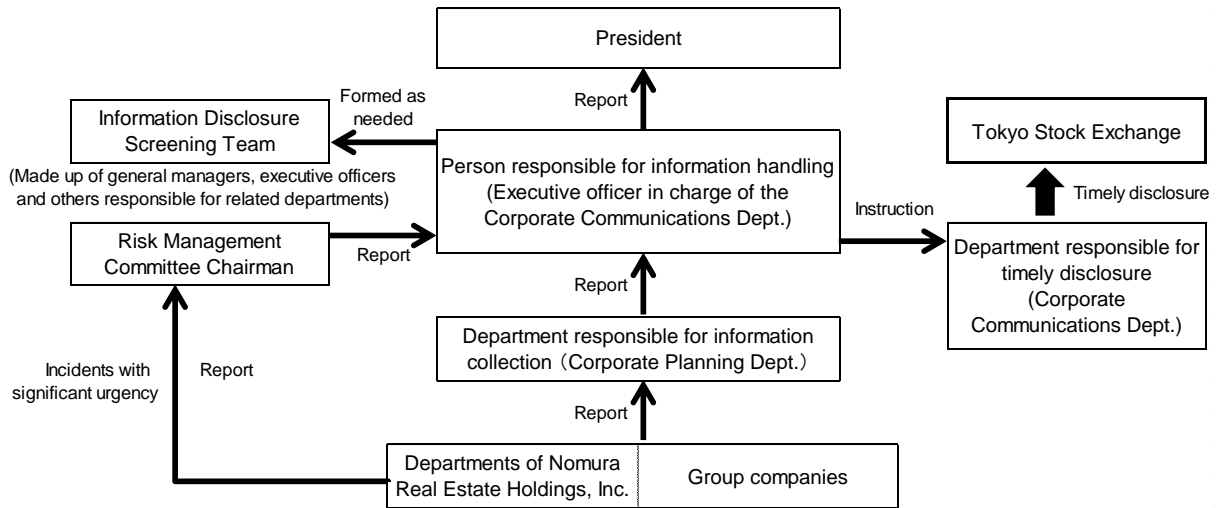 President
Report
Formed as
needed
Information Disclosure
Screening Team
(Made up of general managers, executive officers
and others responsible for related departments)
Person responsible for information handling
(Executive officer in charge of the
Corporate Communications Dept.)
Tokyo Stock Exchange
Timely disclosure
Instruction
Risk Management
Committee Chairman
Report
Department responsible for
timely disclosure
(Corporate
Communications Dept.)
Report
Department responsible for information
collection（Corporate Planning Dept.）
Incidents with
significant urgency
Report
Report
Departments of Nomura
Real Estate Holdings, Inc.
Group companies